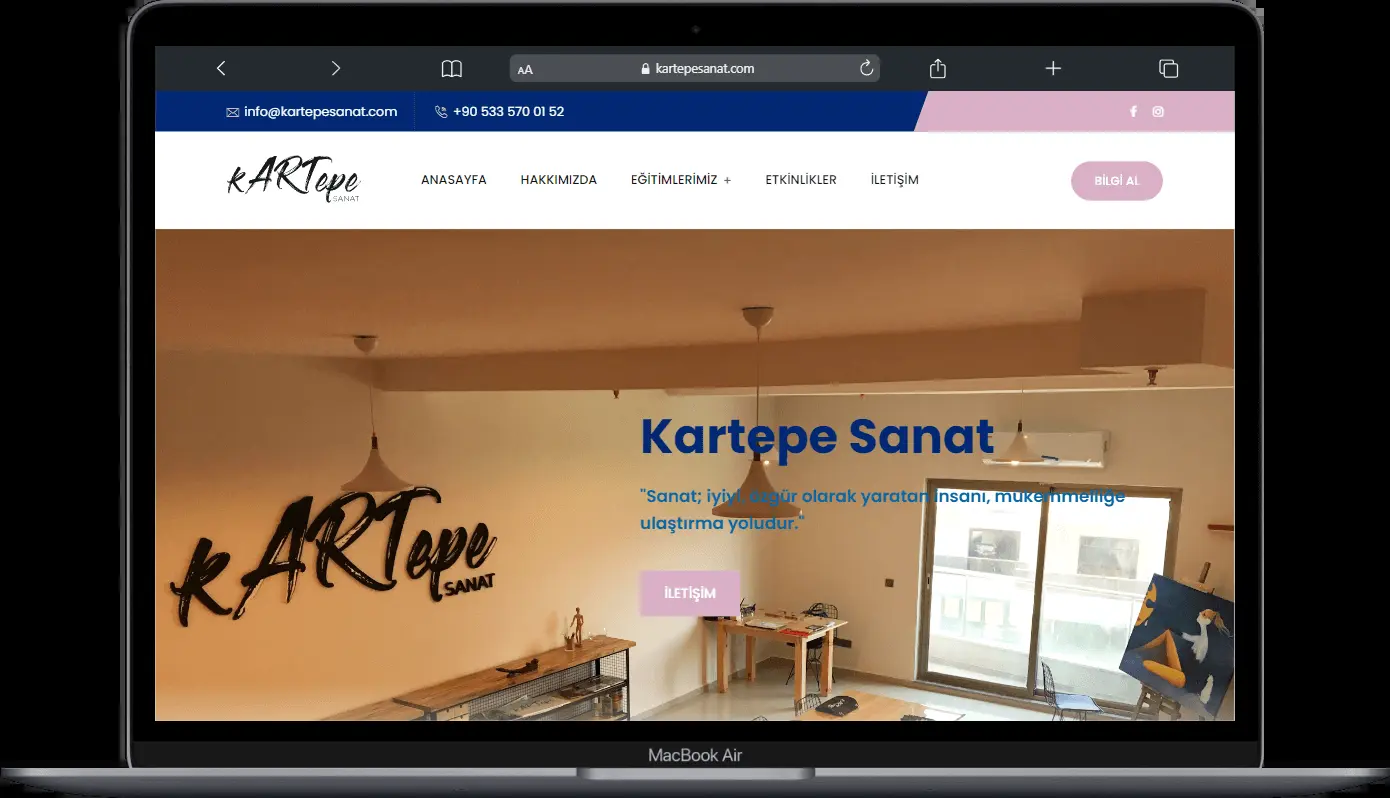 AA kartepesanat.com
info@kartepesanat.com +90 533 570 01 52
kARTepe
SANAT
ANASAYFA HAKKIMIZDA EĞİTİMLERİMİZ + ETKİNLİKLER İLETİŞİM
BİLGİ AL
Kartepe Sanat
"Sanat; iyiyi, özgür olarak yaratan insanı, mükemmelliğe
ulaştırma yoludur."
kARTepe
SANAT
İLETİŞİM
MacBook Air